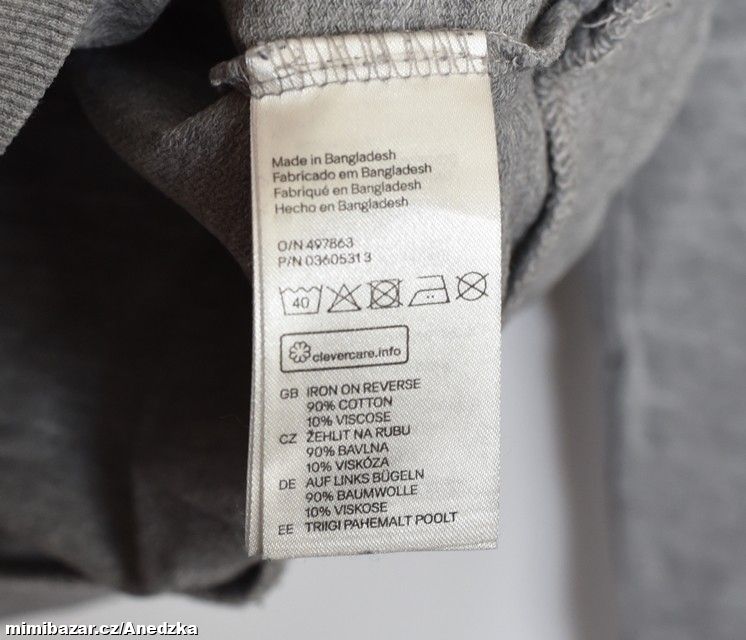 Made in Bangladesh
Fabricado em Bangladesh
Fabriqué en Bangladesh
Hecho en Bangladesh
O/N 497863
P/N 03605313
40
clevercare.info
GB IRON ON REVERSE
90% COTTON
10% VISCOSE
CZ ŽEHLIT NA RUBU
90% BAVLNA
10% VISKÓZA
DE AUF LINKS BÜGELN
90% BAUMWOLLE
10% VISKOSE
EE TRIIGI PAHEMALT POOLT
mimibazar.cz/Anedzka